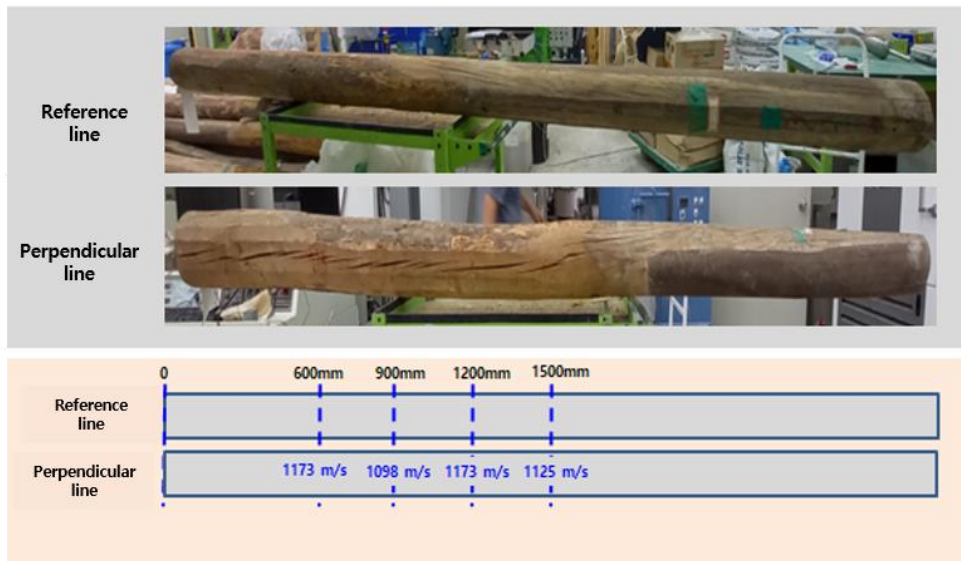 Reference
line
Perpendicular
line
0 600mm 900mm 1200mm 1500mm
Reference
line
Perpendicular
line
1173 m/s 1098 m/s 1173 m/s 1125 m/s